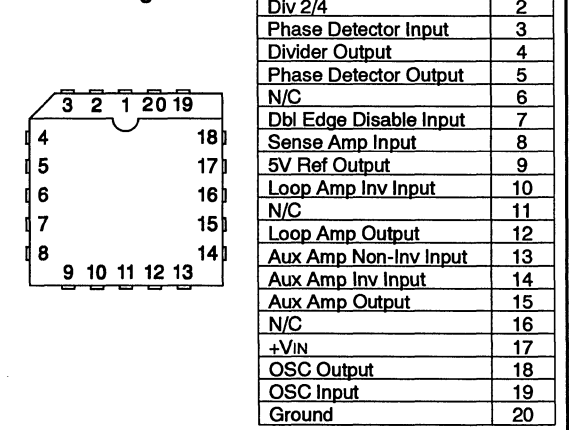 Div 2/4 2
Phase Detector Input 3
Divider Output 4
Phase Detector Output 5
N/C 6
Dbl Edge Disable Input 7
Sense Amp Input 8
5V Ref Output 9
Loop Amp Inv Input 10
N/C 11
Loop Amp Output 12
Aux Amp Non-Inv Input 13
Aux Amp Inv Input 14
Aux Amp Output 15
N/C 16
+VIN 17
OSC Output 18
OSC Input 19
Ground 20
3 2 1 20 19
4 18
5 17
6 16
7 15
8 14
9 10 11 12 13